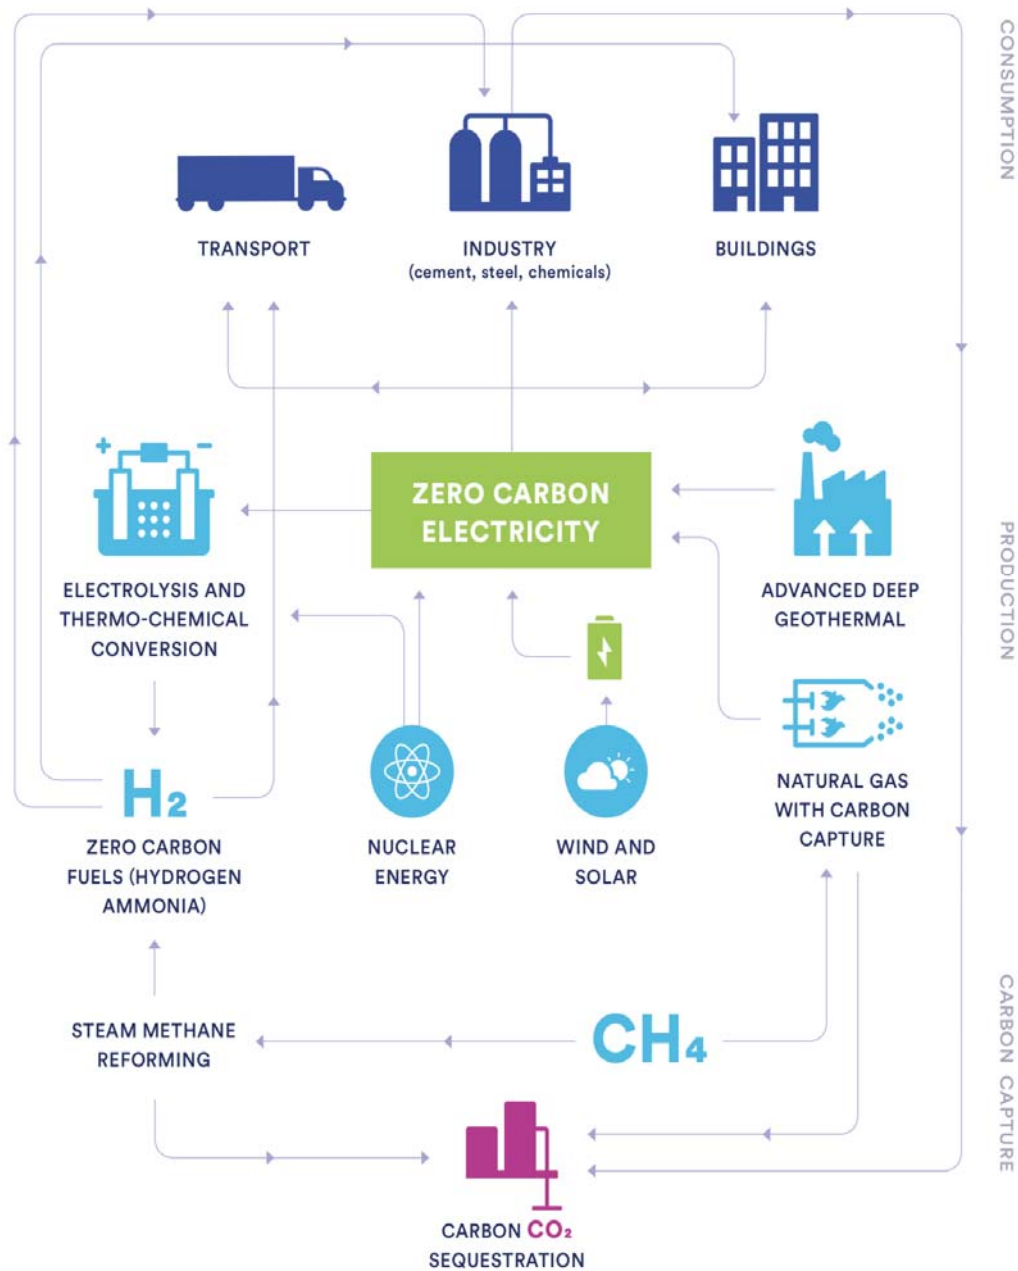 CONSUMPTION
TRANSPORT
INDUSTRY
(cement, steel, chemicals)
BUILDINGS
+
−
ZERO CARBON
ELECTRICITY
ELECTROLYSIS AND
THERMO-CHEMICAL
CONVERSION
ADVANCED DEEP
GEOTHERMAL
PRODUCTION
H₂
ZERO CARBON
FUELS (HYDROGEN
AMMONIA)
NUCLEAR
ENERGY
WIND AND
SOLAR
NATURAL GAS
WITH CARBON
CAPTURE
STEAM METHANE
REFORMING
CH₄
CARBON CAPTURE
CARBON CO₂
SEQUESTRATION